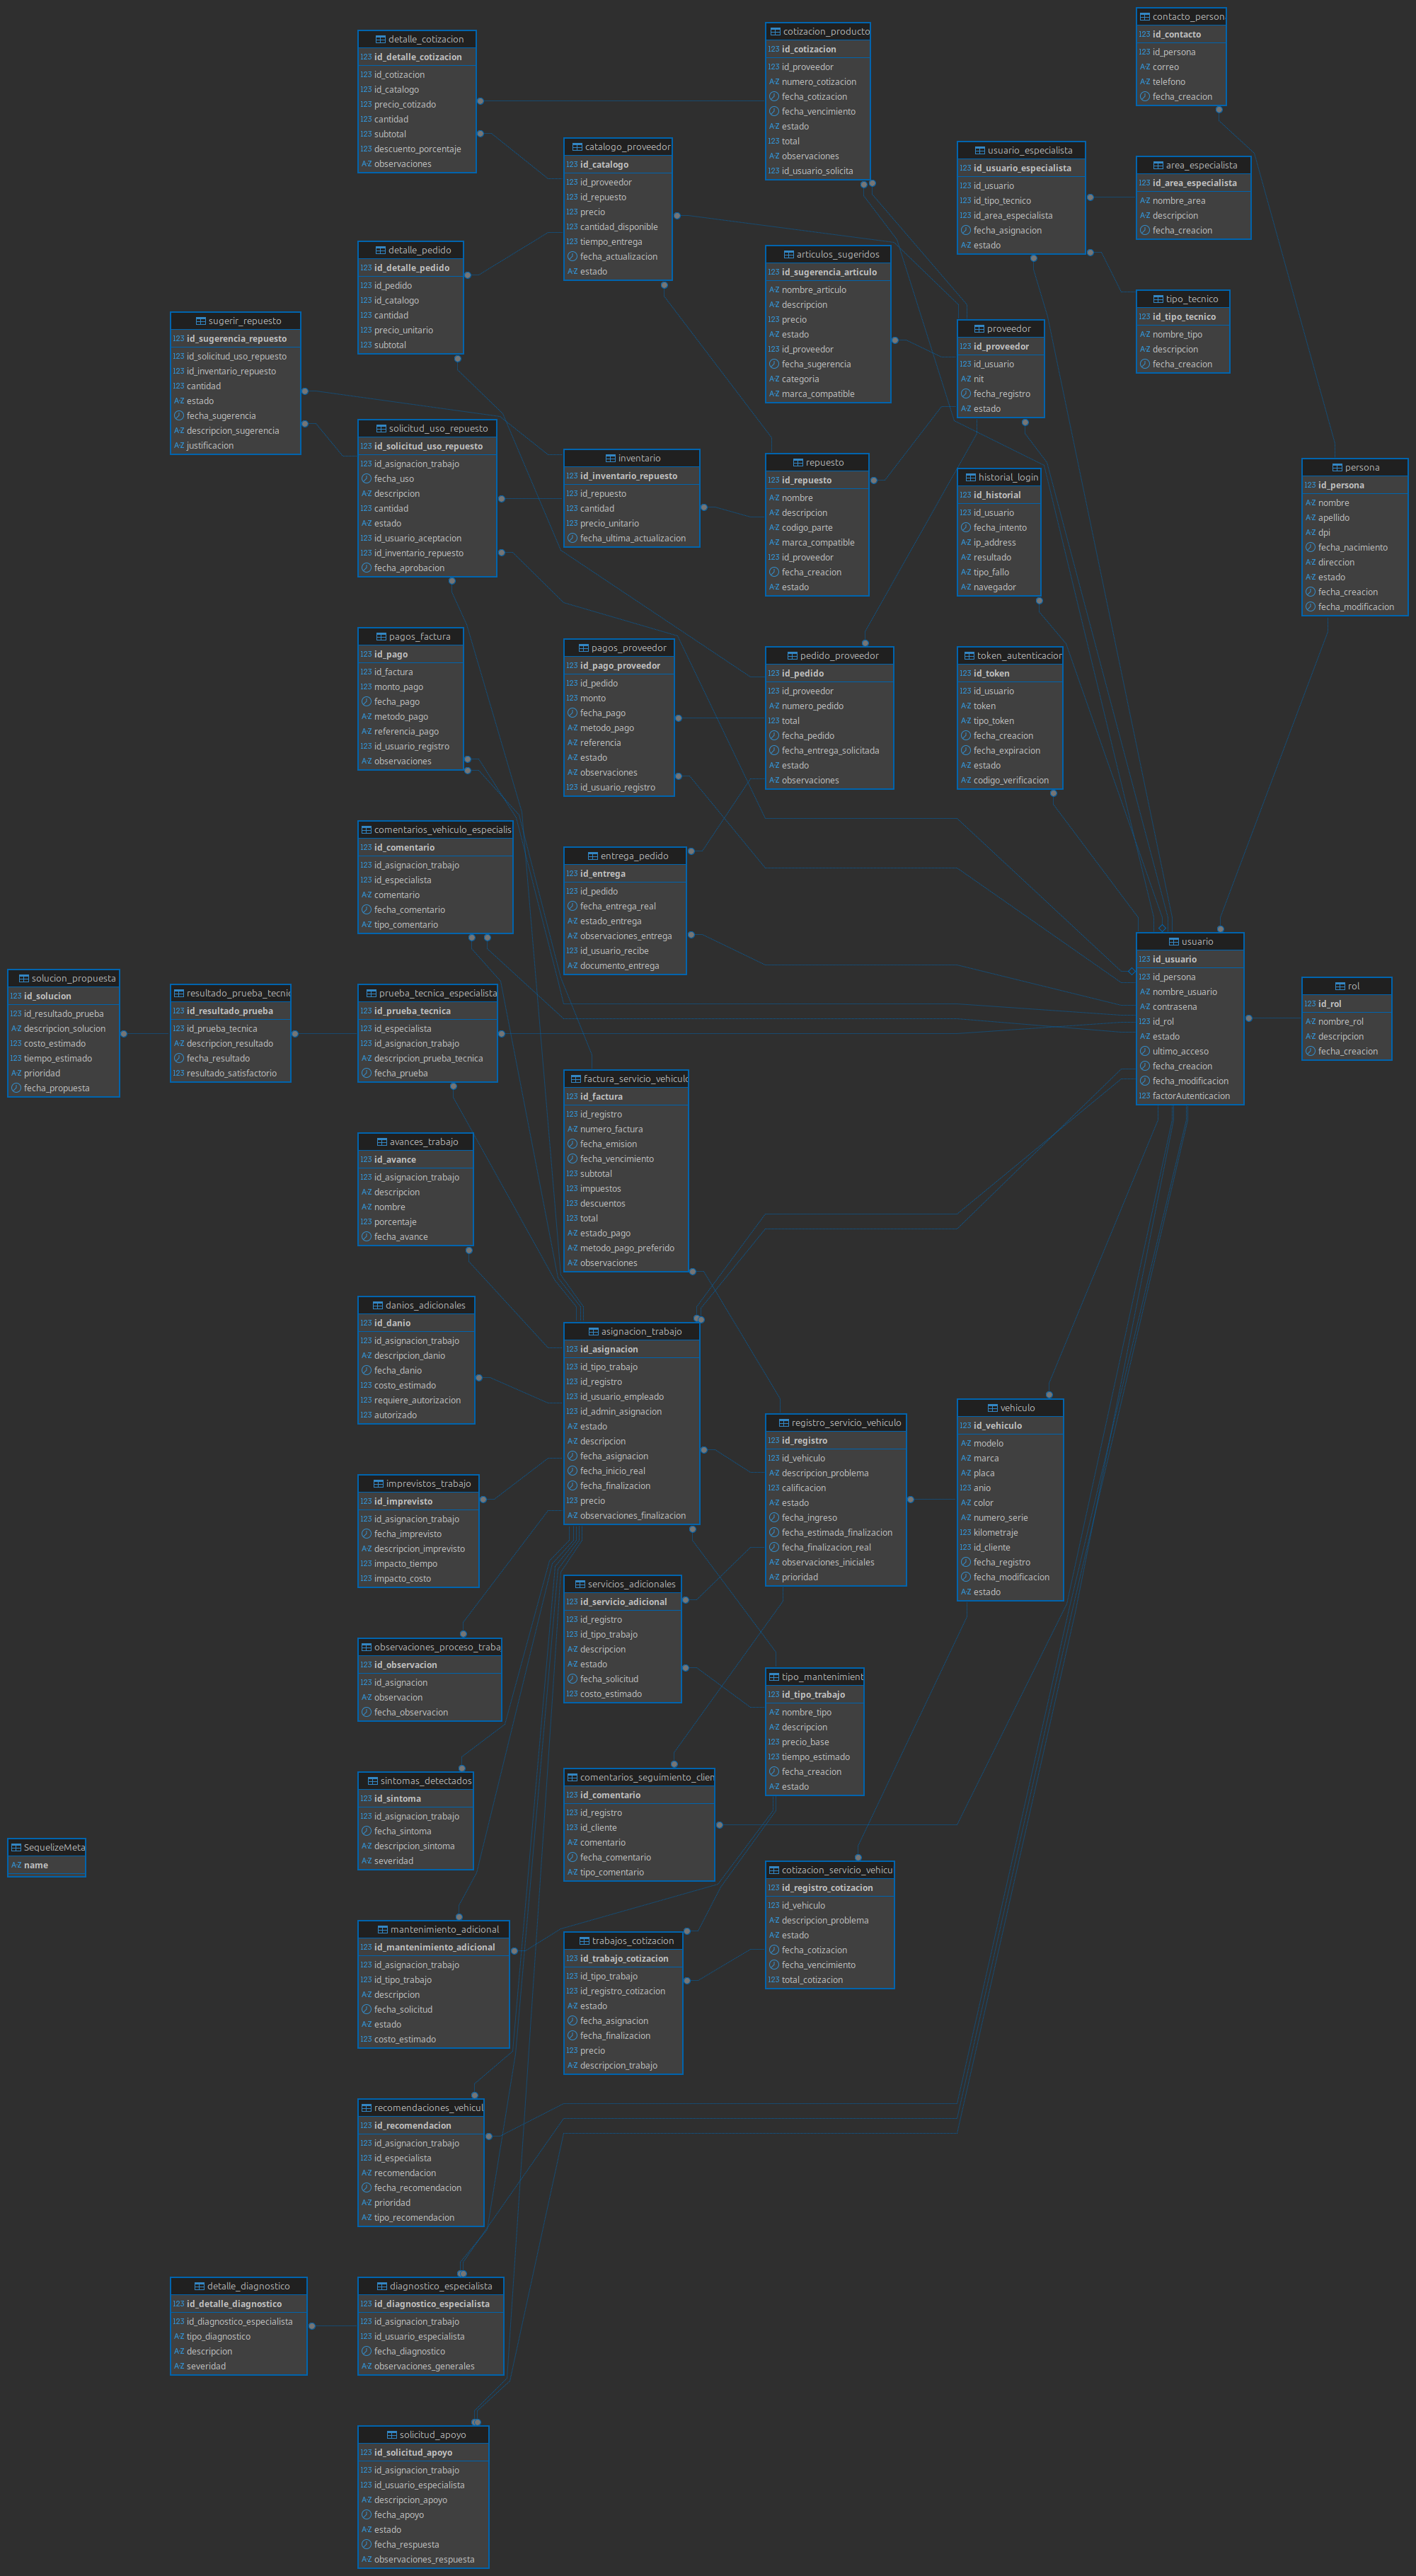 detalle_cotizacion
123 id_detalle_cotizacion
123 id_cotizacion
123 id_catalogo
123 precio_cotizado
123 cantidad
123 subtotal
123 descuento_porcentaje
A-Z observaciones
cotizacion_producto
123 id_cotizacion
123 id_proveedor
A-Z numero_cotizacion
fecha_cotizacion
fecha_vencimiento
A-Z estado
123 total
A-Z observaciones
123 id_usuario_solicita
contacto_person
123 id_contacto
123 id_persona
A-Z correo
A-Z telefono
fecha_creacion
catalogo_proveedor
123 id_catalogo
123 id_proveedor
123 id_repuesto
123 precio
123 cantidad_disponible
123 tiempo_entrega
fecha_actualizacion
A-Z estado
usuario_especialista
123 id_usuario_especialista
123 id_usuario
123 id_tipo_tecnico
123 id_area_especialista
fecha_asignacion
A-Z estado
area_especialista
123 id_area_especialista
A-Z nombre_area
A-Z descripcion
fecha_creacion
detalle_pedido
123 id_detalle_pedido
123 id_pedido
123 id_catalogo
123 cantidad
123 precio_unitario
123 subtotal
articulos_sugeridos
123 id_sugerencia_articulo
A-Z nombre_articulo
A-Z descripcion
123 precio
A-Z estado
123 id_proveedor
fecha_sugerencia
A-Z categoria
A-Z marca_compatible
tipo_tecnico
123 id_tipo_tecnico
A-Z nombre_tipo
A-Z descripcion
fecha_creacion
sugerir_repuesto
123 id_sugerencia_repuesto
123 id_solicitud_uso_repuesto
123 id_inventario_repuesto
123 cantidad
A-Z estado
fecha_sugerencia
A-Z descripcion_sugerencia
A-Z justificacion
proveedor
123 id_proveedor
123 id_usuario
A-Z nit
fecha_registro
A-Z estado
solicitud_uso_repuesto
123 id_solicitud_uso_repuesto
123 id_asignacion_trabajo
fecha_uso
A-Z descripcion
123 cantidad
A-Z estado
123 id_usuario_aceptacion
123 id_inventario_repuesto
fecha_aprobacion
inventario
123 id_inventario_repuesto
123 id_repuesto
123 cantidad
123 precio_unitario
fecha_ultima_actualizacion
repuesto
123 id_repuesto
A-Z nombre
A-Z descripcion
A-Z codigo_parte
A-Z marca_compatible
123 id_proveedor
fecha_creacion
A-Z estado
historial_login
123 id_historial
123 id_usuario
fecha_intento
A-Z ip_address
A-Z resultado
A-Z tipo_fallo
A-Z navegador
persona
123 id_persona
A-Z nombre
A-Z apellido
A-Z dpi
fecha_nacimiento
A-Z direccion
A-Z estado
fecha_creacion
fecha_modificacion
pagos_factura
123 id_pago
123 id_factura
123 monto_pago
fecha_pago
A-Z metodo_pago
A-Z referencia_pago
123 id_usuario_registro
A-Z observaciones
pagos_proveedor
123 id_pago_proveedor
123 id_pedido
123 monto
fecha_pago
A-Z metodo_pago
A-Z referencia
A-Z estado
A-Z observaciones
123 id_usuario_registro
pedido_proveedor
123 id_pedido
123 id_proveedor
A-Z numero_pedido
123 total
fecha_pedido
fecha_entrega_solicitada
A-Z estado
A-Z observaciones
token_autenticacion
123 id_token
123 id_usuario
A-Z token
A-Z tipo_token
fecha_creacion
fecha_expiracion
A-Z estado
A-Z codigo_verificacion
comentarios_vehiculo_especialis
123 id_comentario
123 id_asignacion_trabajo
123 id_especialista
A-Z comentario
fecha_comentario
A-Z tipo_comentario
entrega_pedido
123 id_entrega
123 id_pedido
fecha_entrega_real
A-Z estado_entrega
A-Z observaciones_entrega
123 id_usuario_recibe
A-Z documento_entrega
usuario
123 id_usuario
123 id_persona
A-Z nombre_usuario
A-Z contrasena
123 id_rol
A-Z estado
ultimo_acceso
fecha_creacion
fecha_modificacion
123 factorAutenticacion
rol
123 id_rol
A-Z nombre_rol
A-Z descripcion
fecha_creacion
solucion_propuesta
123 id_solucion
123 id_resultado_prueba
A-Z descripcion_solucion
123 costo_estimado
123 tiempo_estimado
A-Z prioridad
fecha_propuesta
resultado_prueba_tecnic
123 id_resultado_prueba
123 id_prueba_tecnica
A-Z descripcion_resultado
fecha_resultado
123 resultado_satisfactorio
prueba_tecnica_especialista
123 id_prueba_tecnica
123 id_especialista
123 id_asignacion_trabajo
A-Z descripcion_prueba_tecnica
fecha_prueba
factura_servicio_vehiculo
123 id_factura
123 id_registro
A-Z numero_factura
fecha_emision
fecha_vencimiento
123 subtotal
123 impuestos
123 descuentos
123 total
A-Z estado_pago
A-Z metodo_pago_preferido
A-Z observaciones
avances_trabajo
123 id_avance
123 id_asignacion_trabajo
A-Z descripcion
A-Z nombre
123 porcentaje
fecha_avance
danios_adicionales
123 id_danio
123 id_asignacion_trabajo
A-Z descripcion_danio
fecha_danio
123 costo_estimado
123 requiere_autorizacion
123 autorizado
asignacion_trabajo
123 id_asignacion
123 id_tipo_trabajo
123 id_registro
123 id_usuario_empleado
123 id_admin_asignacion
A-Z estado
A-Z descripcion
fecha_asignacion
fecha_inicio_real
fecha_finalizacion
123 precio
A-Z observaciones_finalizacion
registro_servicio_vehiculo
123 id_registro
123 id_vehiculo
A-Z descripcion_problema
123 calificacion
A-Z estado
fecha_ingreso
fecha_estimada_finalizacion
fecha_finalizacion_real
A-Z observaciones_iniciales
A-Z prioridad
vehiculo
123 id_vehiculo
A-Z modelo
A-Z marca
A-Z placa
123 anio
A-Z color
A-Z numero_serie
123 kilometraje
123 id_cliente
fecha_registro
fecha_modificacion
A-Z estado
imprevistos_trabajo
123 id_imprevisto
123 id_asignacion_trabajo
fecha_imprevisto
A-Z descripcion_imprevisto
123 impacto_tiempo
123 impacto_costo
servicios_adicionales
123 id_servicio_adicional
123 id_registro
123 id_tipo_trabajo
A-Z descripcion
A-Z estado
fecha_solicitud
123 costo_estimado
observaciones_proceso_traba
123 id_observacion
123 id_asignacion
A-Z observacion
fecha_observacion
tipo_mantenimient
123 id_tipo_trabajo
A-Z nombre_tipo
A-Z descripcion
123 precio_base
123 tiempo_estimado
fecha_creacion
A-Z estado
sintomas_detectados
123 id_sintoma
123 id_asignacion_trabajo
fecha_sintoma
A-Z descripcion_sintoma
A-Z severidad
comentarios_seguimiento_clien
123 id_comentario
123 id_registro
123 id_cliente
A-Z comentario
fecha_comentario
A-Z tipo_comentario
SequelizeMeta
A-Z name
cotizacion_servicio_vehicu
123 id_registro_cotizacion
123 id_vehiculo
A-Z descripcion_problema
A-Z estado
fecha_cotizacion
fecha_vencimiento
123 total_cotizacion
mantenimiento_adicional
123 id_mantenimiento_adicional
123 id_asignacion_trabajo
123 id_tipo_trabajo
A-Z descripcion
fecha_solicitud
A-Z estado
123 costo_estimado
trabajos_cotizacion
123 id_trabajo_cotizacion
123 id_tipo_trabajo
123 id_registro_cotizacion
A-Z estado
fecha_asignacion
fecha_finalizacion
123 precio
A-Z descripcion_trabajo
recomendaciones_vehicul
123 id_recomendacion
123 id_asignacion_trabajo
123 id_especialista
A-Z recomendacion
fecha_recomendacion
A-Z prioridad
A-Z tipo_recomendacion
detalle_diagnostico
123 id_detalle_diagnostico
123 id_diagnostico_especialista
A-Z tipo_diagnostico
A-Z descripcion
A-Z severidad
diagnostico_especialista
123 id_diagnostico_especialista
123 id_asignacion_trabajo
123 id_usuario_especialista
fecha_diagnostico
A-Z observaciones_generales
solicitud_apoyo
123 id_solicitud_apoyo
123 id_asignacion_trabajo
123 id_usuario_especialista
A-Z descripcion_apoyo
fecha_apoyo
A-Z estado
fecha_respuesta
A-Z observaciones_respuesta